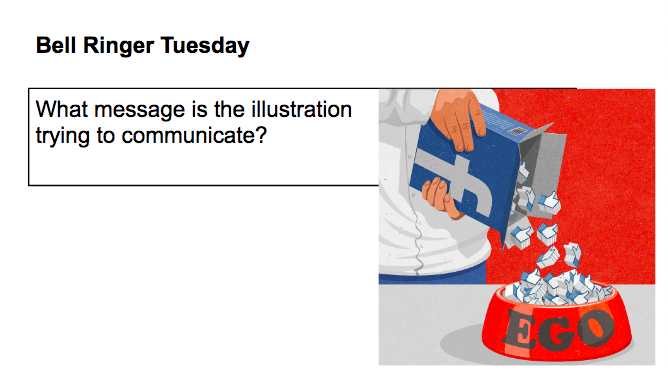 Bell Ringer Tuesday
What message is the illustration
trying to communicate?
f
EGO